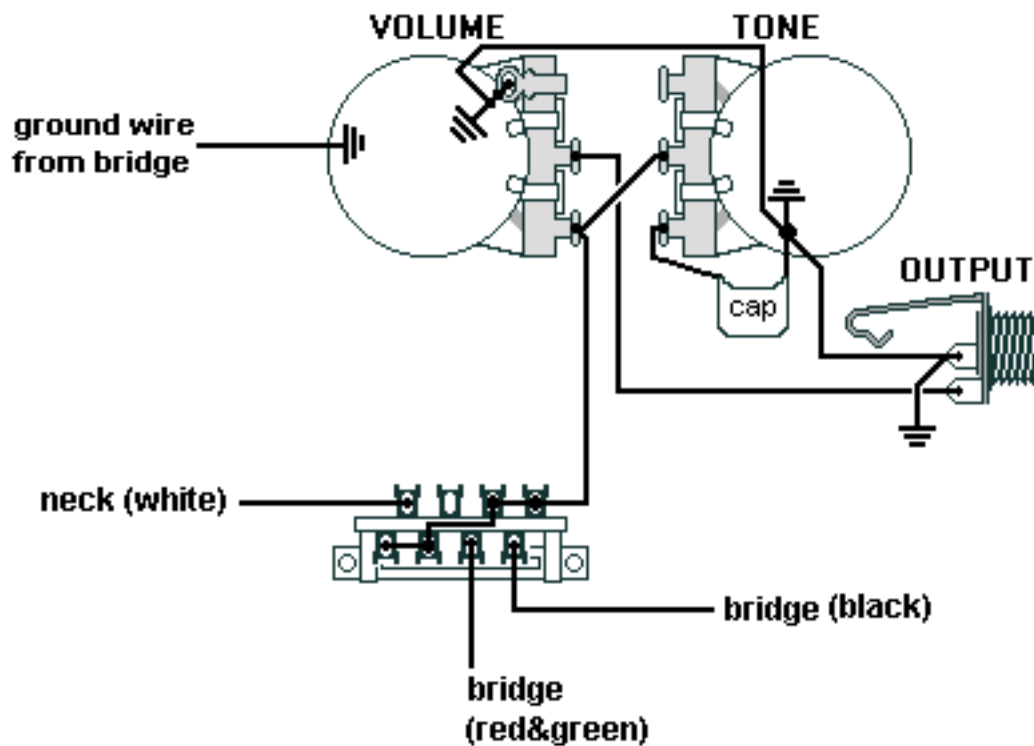 VOLUME
TONE
ground wire
from bridge
OUTPUT
cap
neck (white)
bridge (black)
bridge
(red&green)